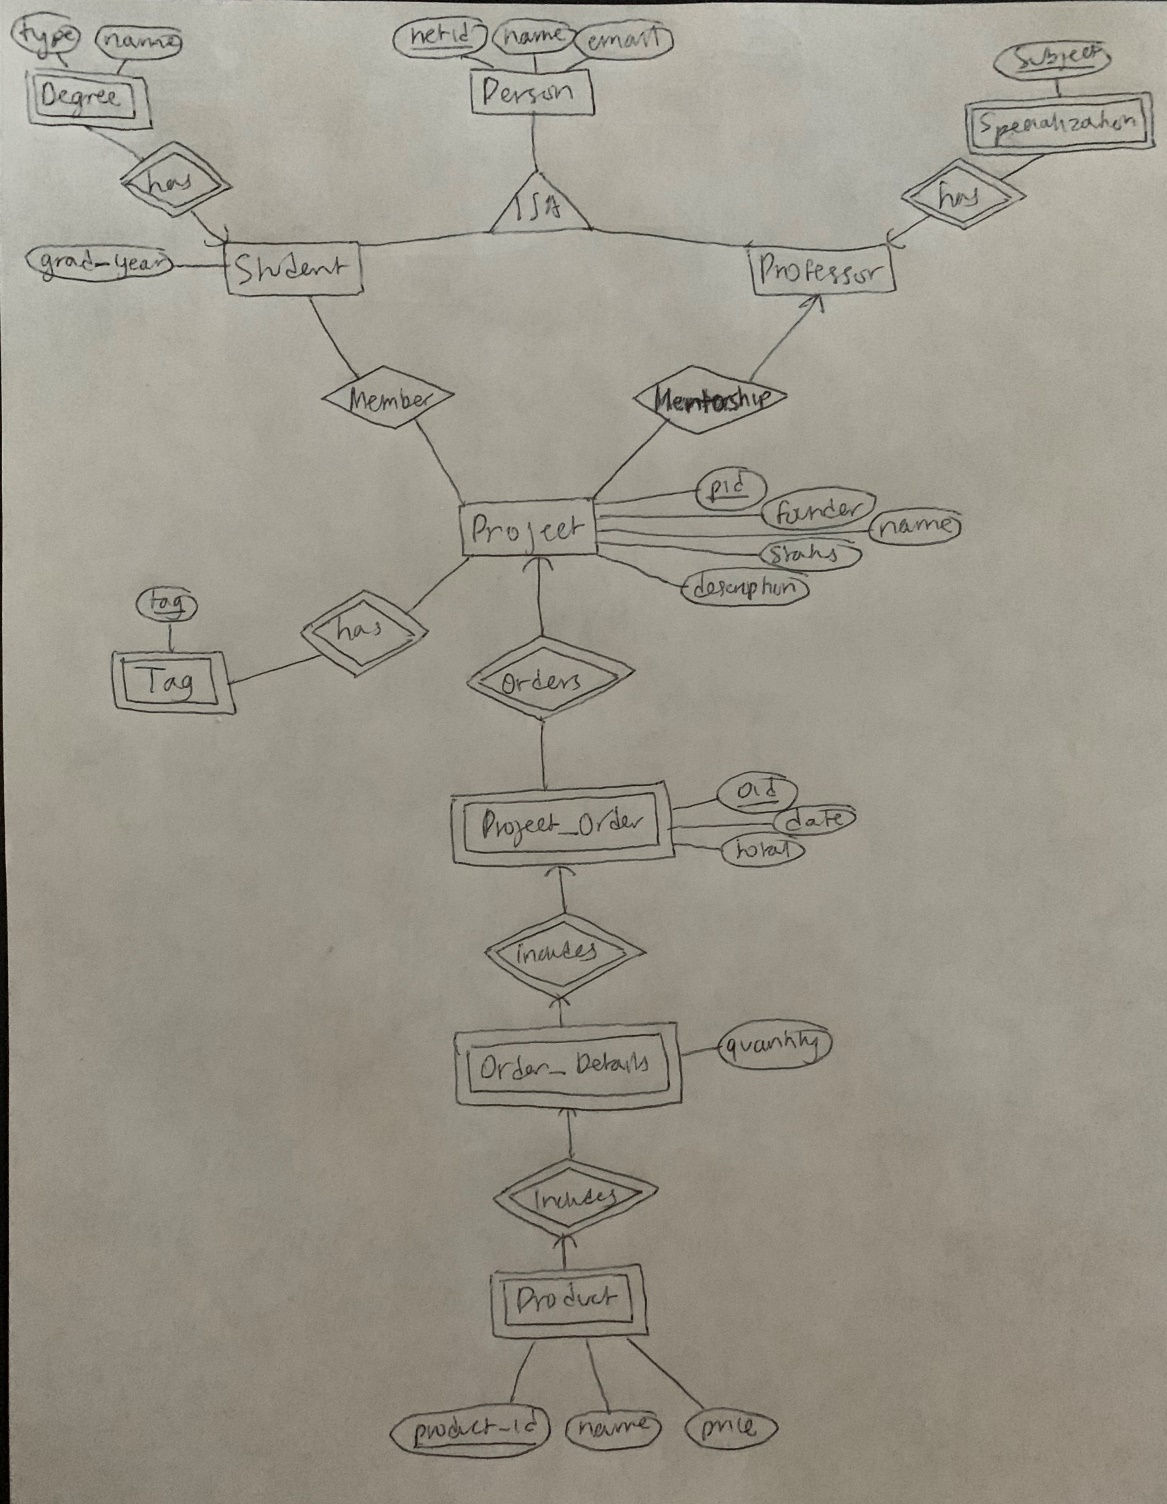 type name
netid name email
Subject
Degree
Person
Specialization
has
ISA
has
grad_year
Student
Professor
Member
Mentorship
pid
funder
name
Project
status
description
tag
has
Tag
Orders
oid
Project_Order
date
total
includes
quantity
Order_Details
Includes
Product
product_id name price